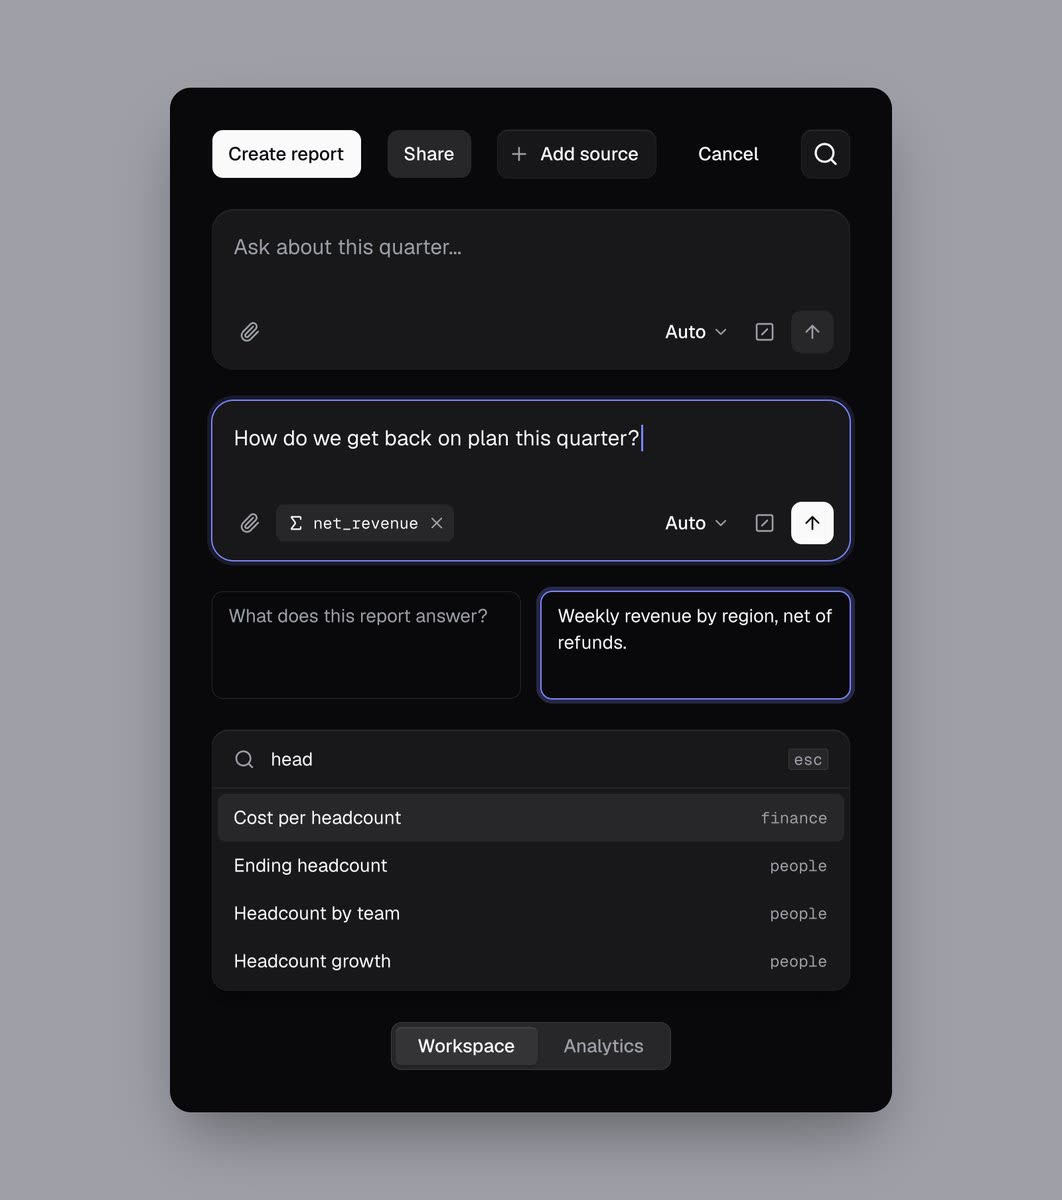 Create report
Share
Add source
Cancel
Ask about this quarter...
Auto
How do we get back on plan this quarter?
Σ net_revenue
Auto
What does this report answer?
Weekly revenue by region, net of
refunds.
head
esc
Cost per headcount finance
Ending headcount people
Headcount by team people
Headcount growth people
Workspace
Analytics